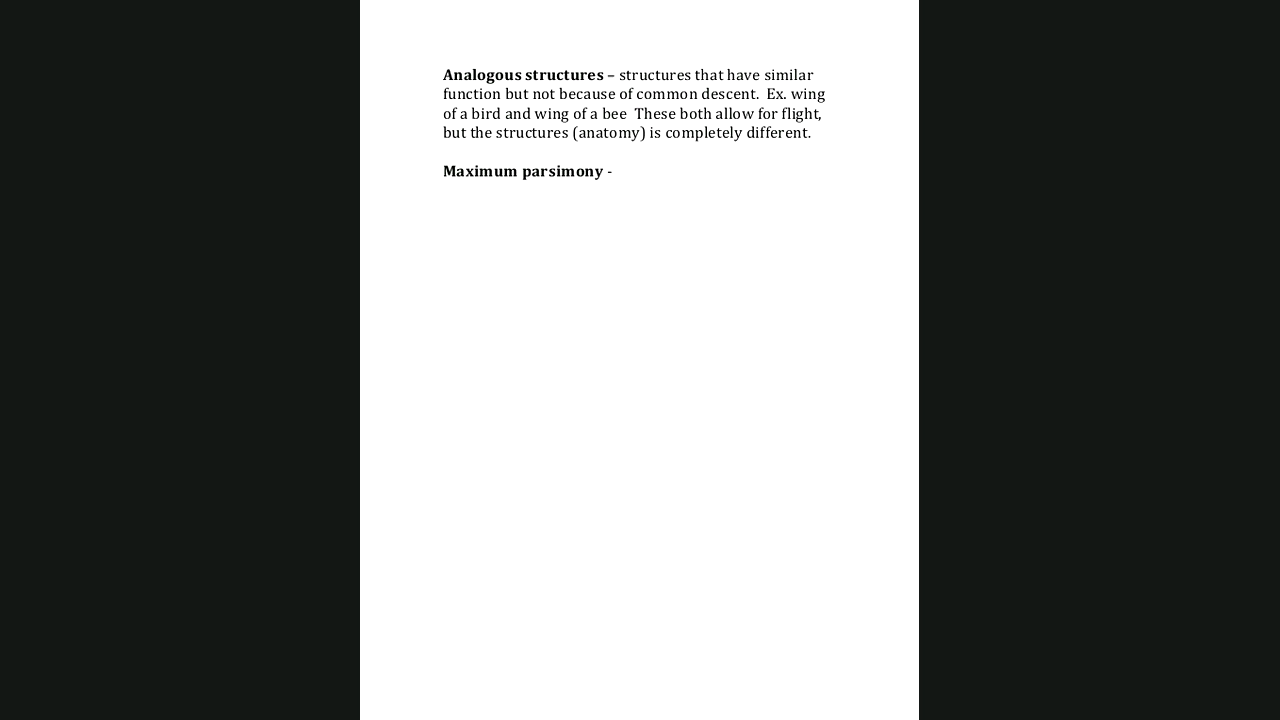 Analogous structures – structures that have similar
function but not because of common descent.  Ex. wing
of a bird and wing of a bee  These both allow for flight,
but the structures (anatomy) is completely different.
Maximum parsimony -